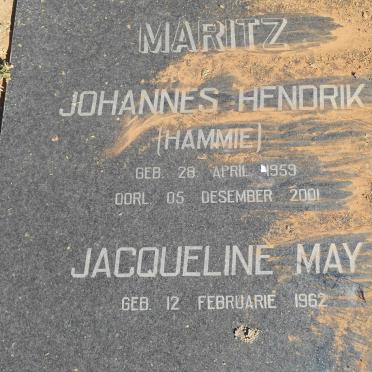 MARITZ
JOHANNES HENDRIK
(HAMMIE)
GEB. 28 APRIL 1959
OORL. 05 DESEMBER 2001
JACQUELINE MAY
GEB. 12 FEBRUARIE 1962